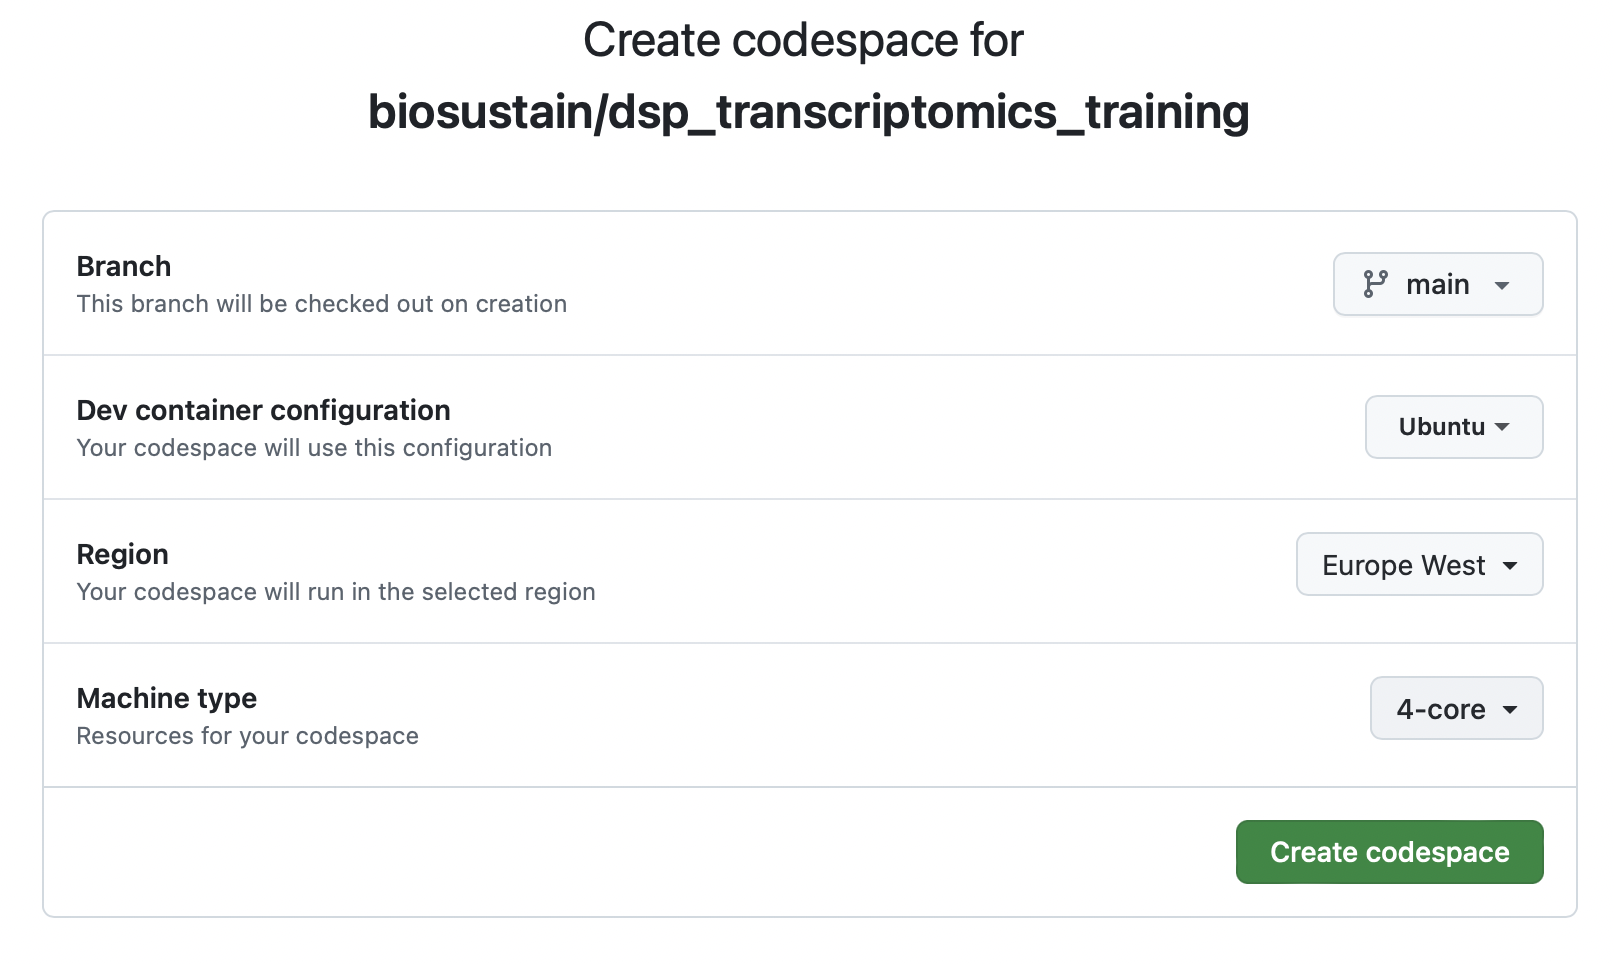 Create codespace for
biosustain/dsp_transcriptomics_training
Branch
This branch will be checked out on creation
main
Dev container configuration
Your codespace will use this configuration
Ubuntu
Region
Your codespace will run in the selected region
Europe West
Machine type
Resources for your codespace
4-core
Create codespace